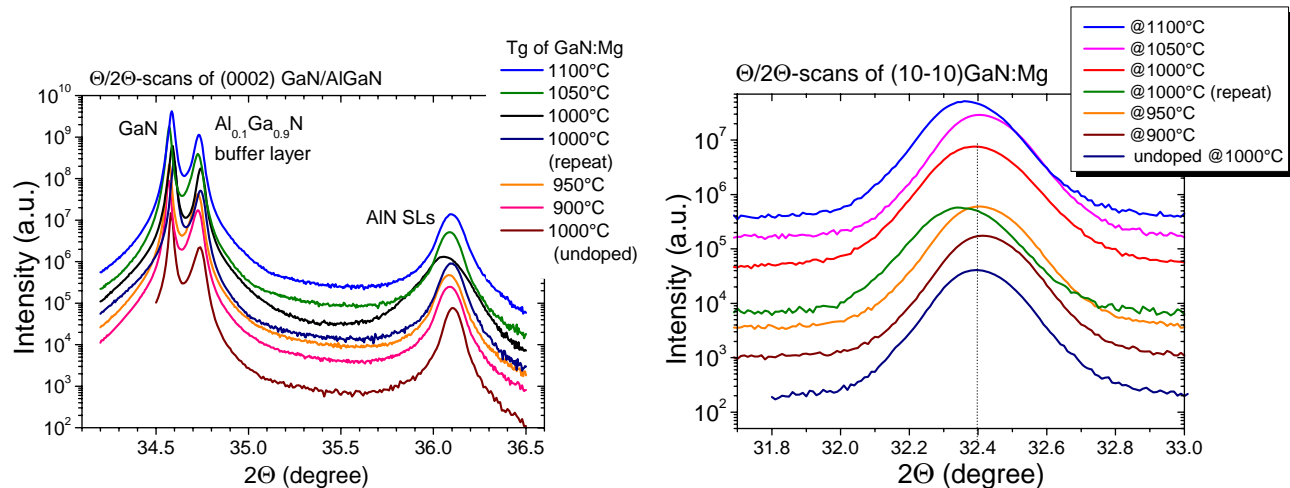 Tg of GaN:Mg
Θ/2Θ-scans of (0002) GaN/AlGaN
1100°C
1050°C
1000°C
1000°C
(repeat)
950°C
900°C
1000°C
(undoped)
GaN
Al0.1Ga0.9N
buffer layer
AlN SLs
10^10
10^9
10^8
10^7
10^6
10^5
10^4
10^3
10^2
Intensity (a.u.)
34.5 35.0 35.5 36.0 36.5
2Θ (degree)
Θ/2Θ-scans of (10-10)GaN:Mg
@1100°C
@1050°C
@1000°C
@1000°C (repeat)
@950°C
@900°C
undoped @1000°C
10^7
10^6
10^5
10^4
10^3
10^2
Intensity (a.u.)
31.8 32.0 32.2 32.4 32.6 32.8 33.0
2Θ (degree)